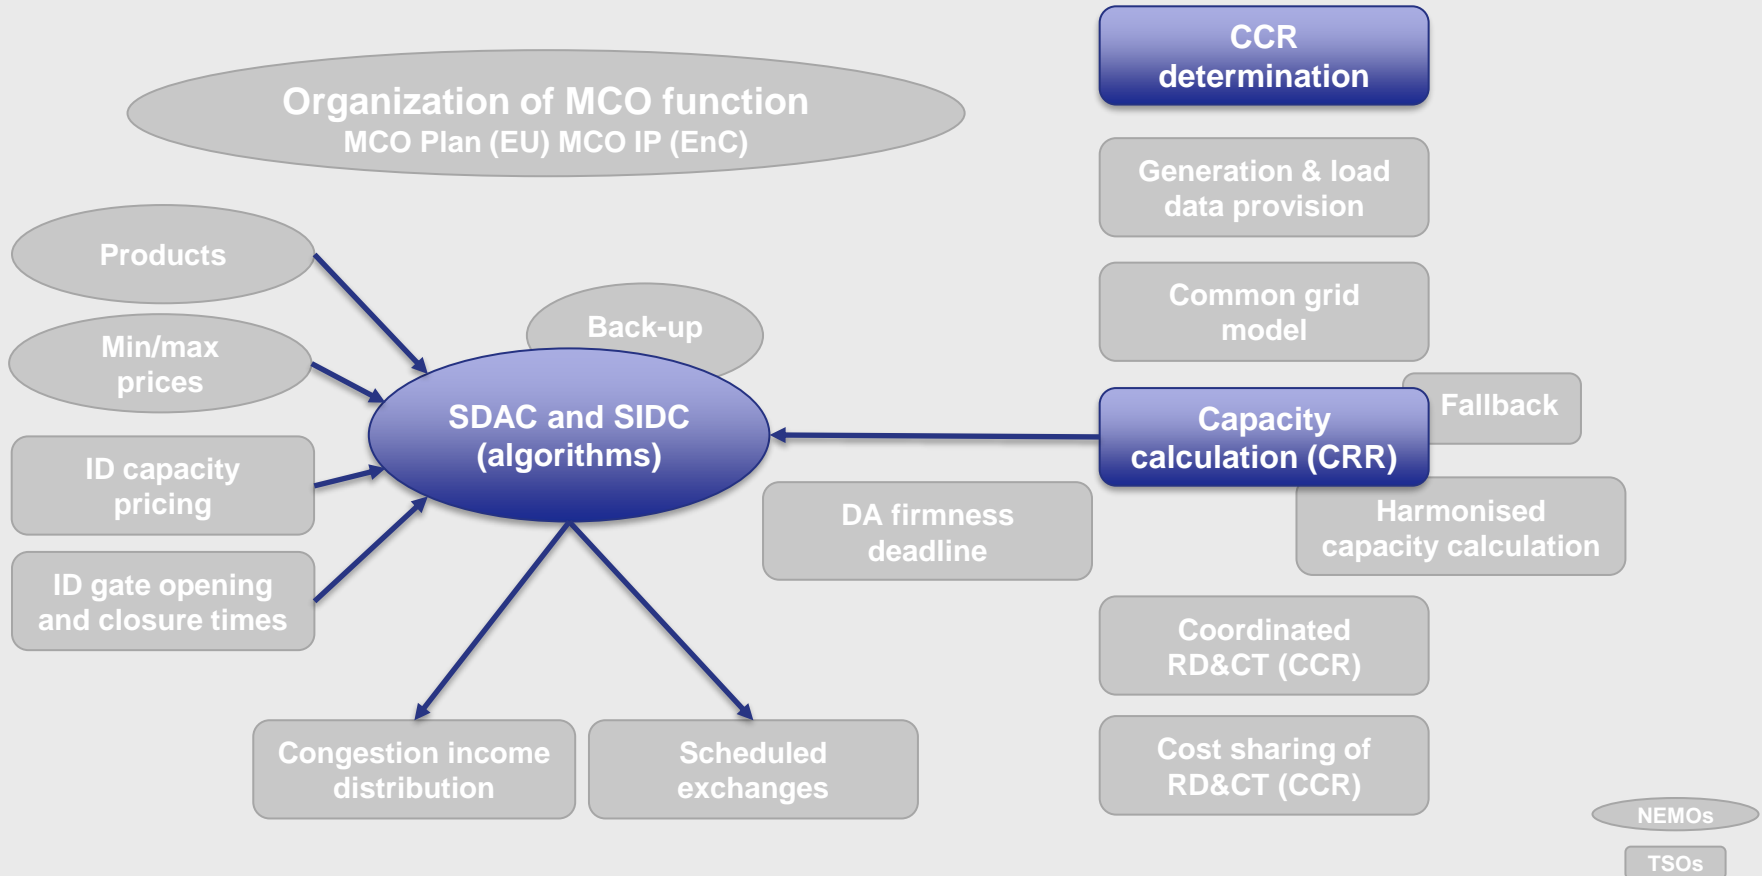 CCR
determination
Organization of MCO function
MCO Plan (EU) MCO IP (EnC)
Generation & load
data provision
Products
Common grid
model
Back-up
Min/max
prices
SDAC and SIDC
(algorithms)
Capacity
calculation (CRR)
Fallback
ID capacity
pricing
DA firmness
deadline
Harmonised
capacity calculation
ID gate opening
and closure times
Coordinated
RD&CT (CCR)
Congestion income
distribution
Scheduled
exchanges
Cost sharing of
RD&CT (CCR)
NEMOs
TSOs